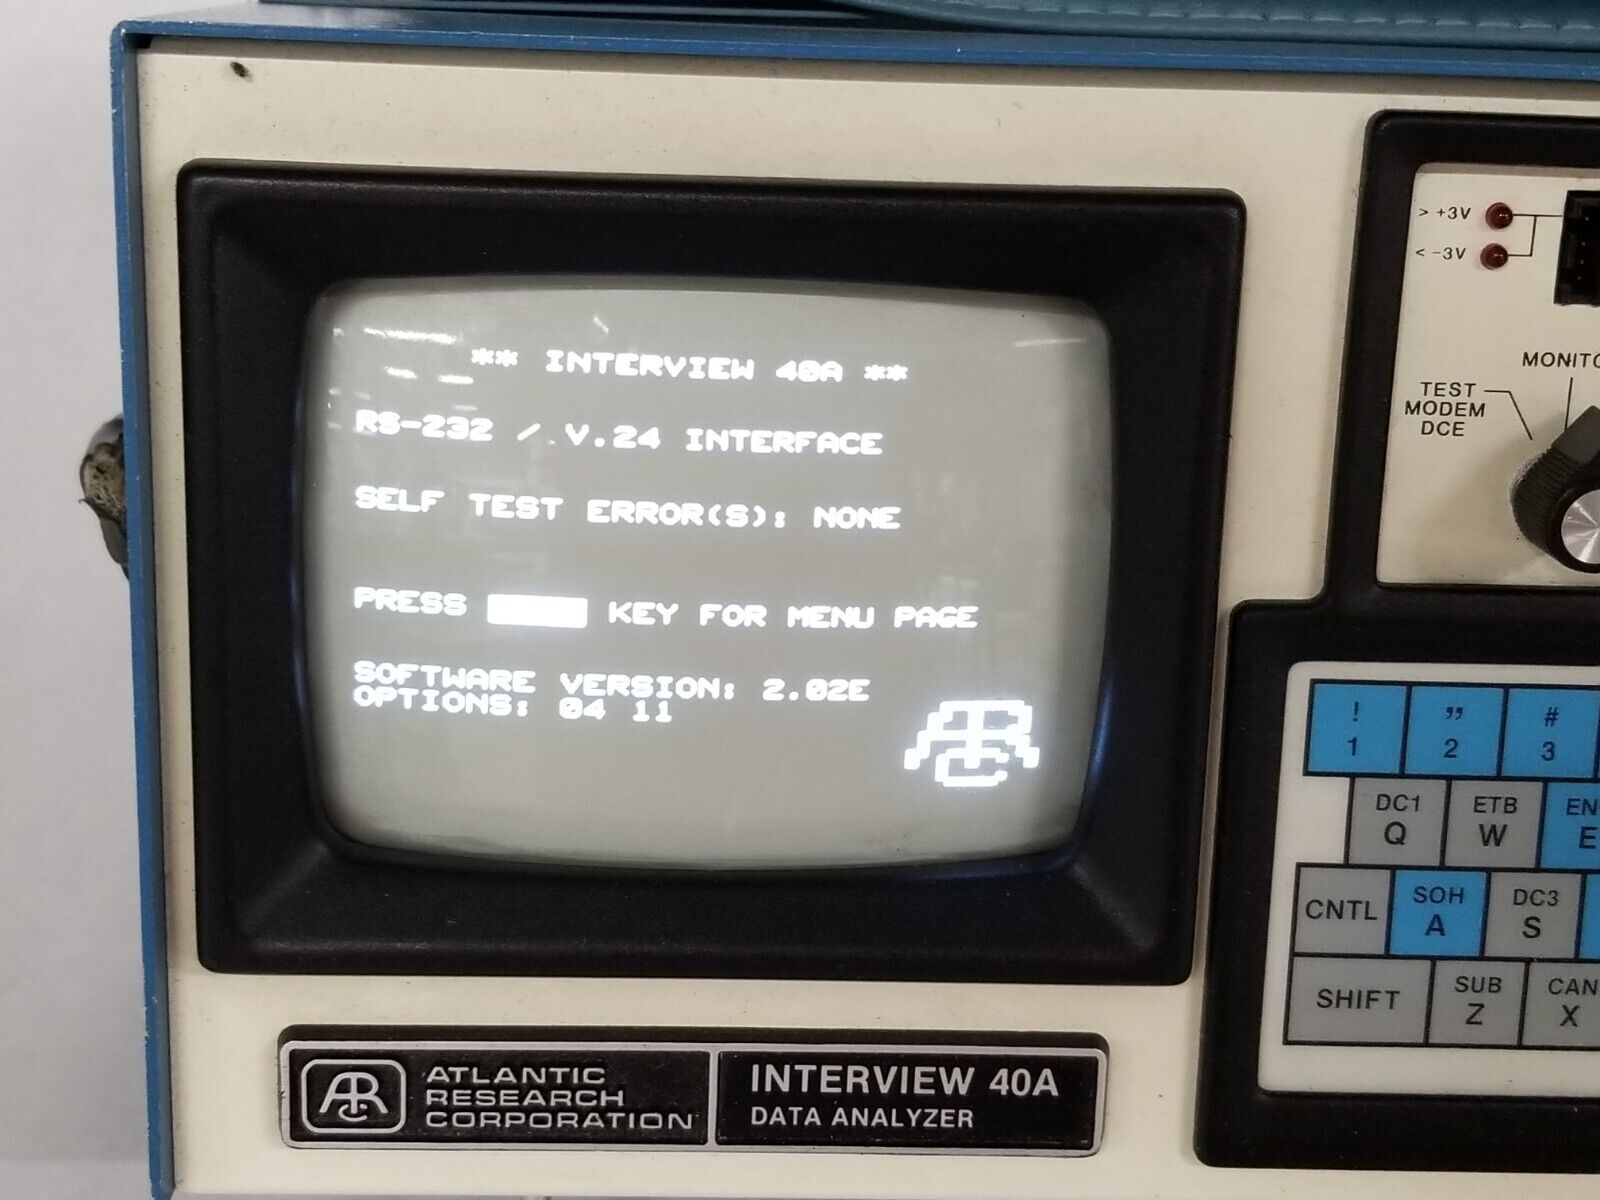 ** INTERVIEW 40A **
RS-232 / V.24 INTERFACE
SELF TEST ERROR(S): NONE
PRESS KEY FOR MENU PAGE
SOFTWARE VERSION: 2.02E
OPTIONS: 04 11
ARC
> +3V
< -3V
TEST
MODEM
DCE
! " #
1 2 3
DC1 ETB
Q W E
CNTL
SOH DC3
A S
SHIFT
SUB CAN
Z X
ARC
ATLANTIC
RESEARCH
CORPORATION
INTERVIEW 40A
DATA ANALYZER